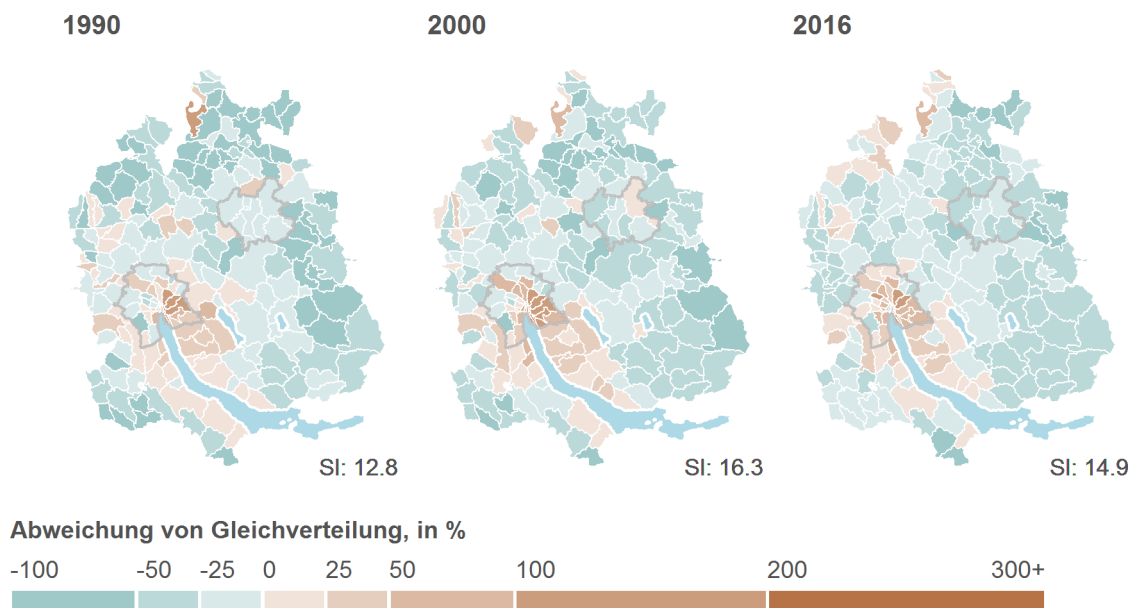 1990 2000 2016
SI: 12.8 SI: 16.3 SI: 14.9
Abweichung von Gleichverteilung, in %
-100 -50 -25 0 25 50 100 200 300+